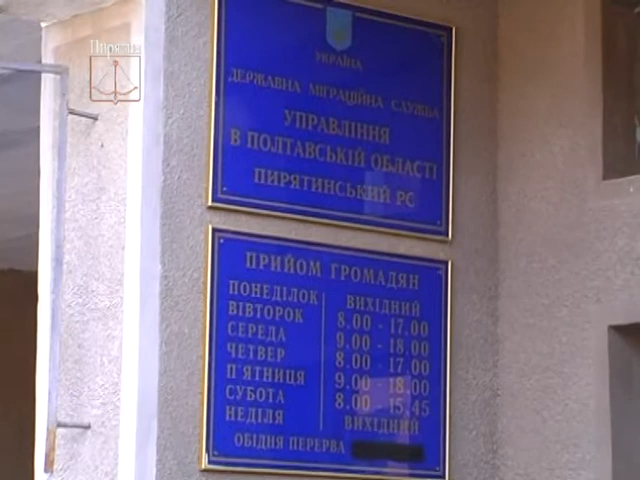 Пирятин
УКРАЇНА
ДЕРЖАВНА МІГРАЦІЙНА СЛУЖБА
УПРАВЛІННЯ
В ПОЛТАВСЬКІЙ ОБЛАСТІ
ПИРЯТИНСЬКИЙ РС
ПРИЙОМ ГРОМАДЯН
ПОНЕДІЛОК ВИХІДНИЙ
ВІВТОРОК 8.00 - 17.00
СЕРЕДА 9.00 - 18.00
ЧЕТВЕР 8.00 - 17.00
П'ЯТНИЦЯ 9.00 - 18.00
СУБОТА 8.00 - 15.45
НЕДІЛЯ ВИХІДНИЙ
ОБІДНЯ ПЕРЕРВА